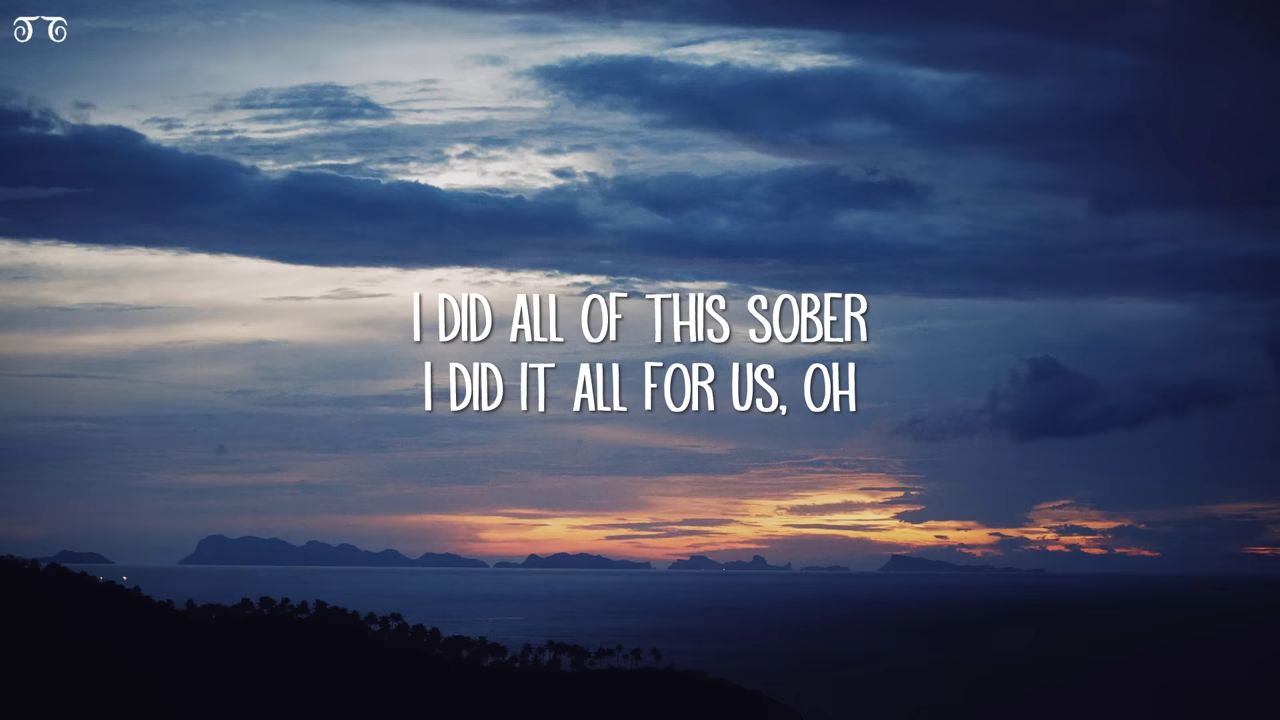 I DID ALL OF THIS SOBER
I DID IT ALL FOR US, OH